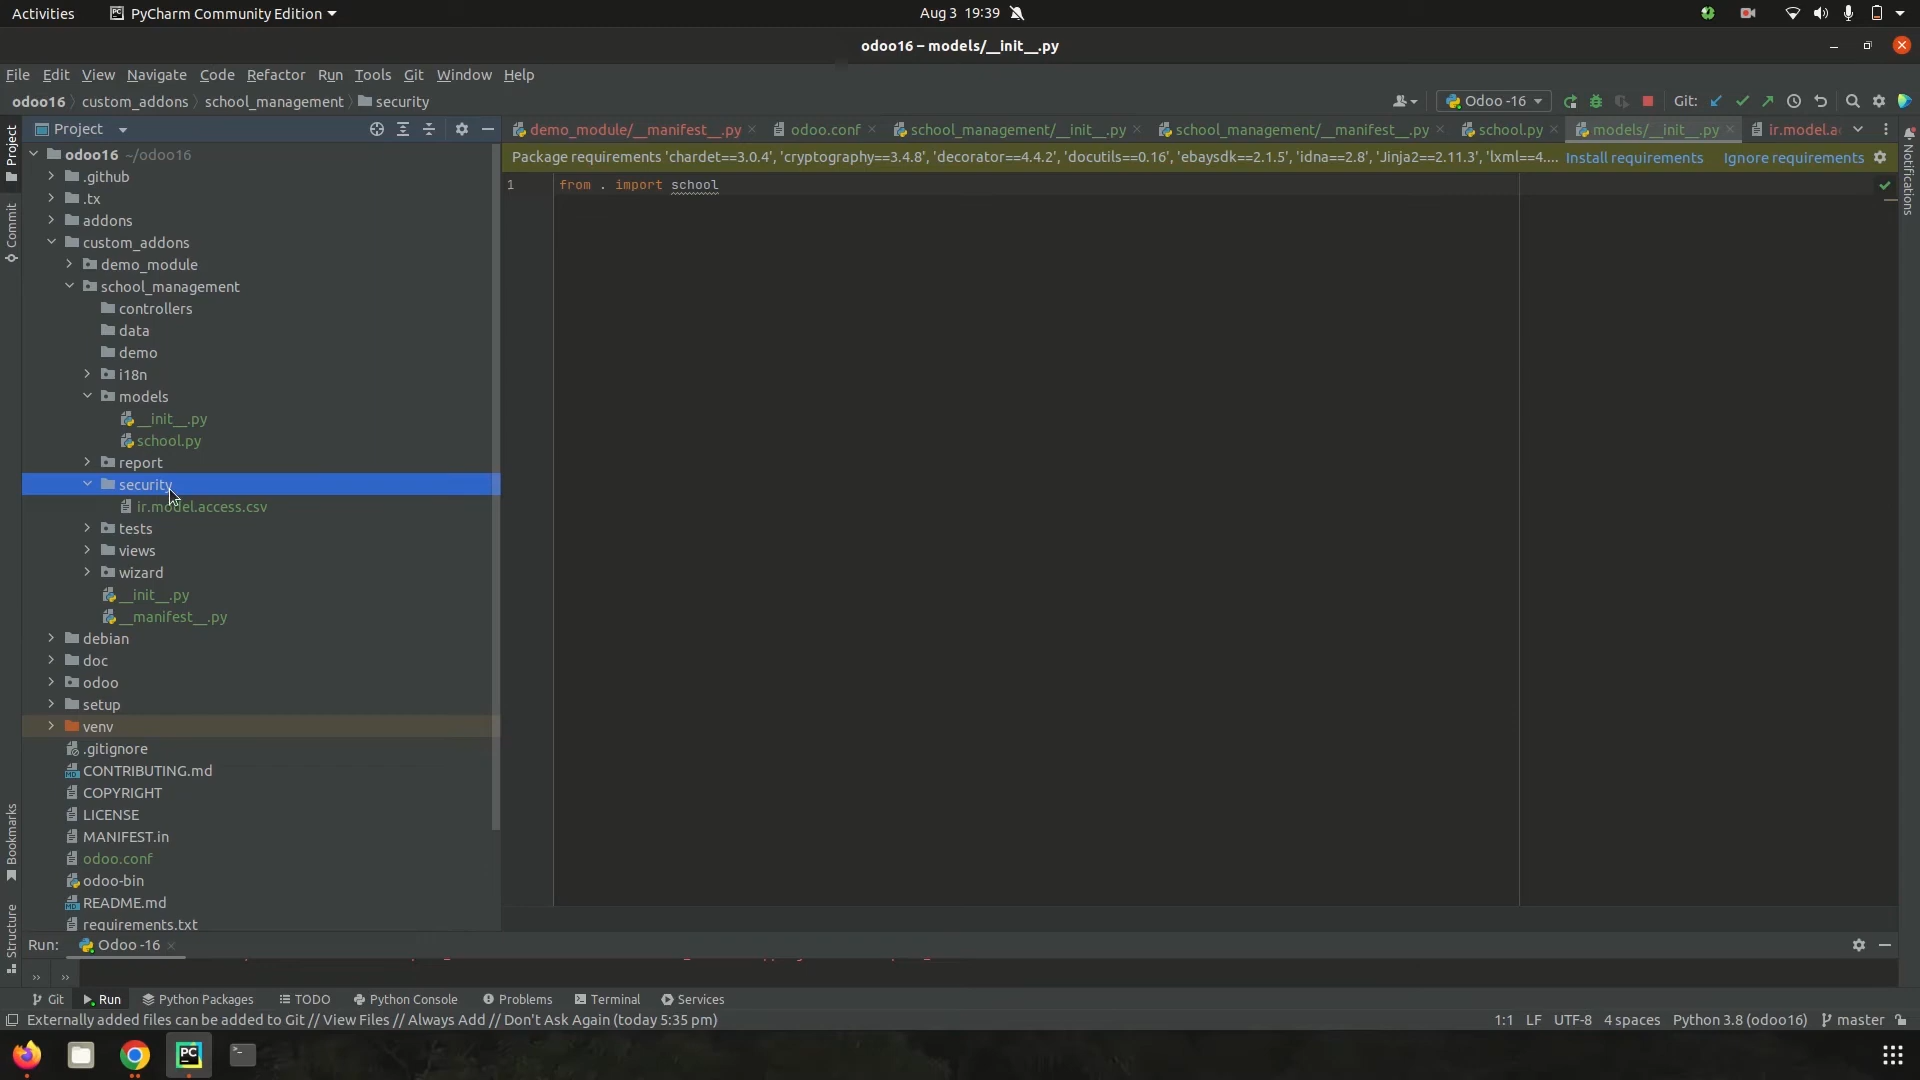 Activities PyCharm Community Edition Aug 3 19:39
odoo16 – models/__init__.py
File Edit View Navigate Code Refactor Run Tools Git Window Help
odoo16 custom_addons school_management security Odoo -16 Git:
Project demo_module/__manifest__.py odoo.conf school_management/__init__.py school_management/__manifest__.py school.py models/__init__.py ir.model.a
Package requirements 'chardet==3.0.4', 'cryptography==3.4.8', 'decorator==4.4.2', 'docutils==0.16', 'ebaysdk==2.1.5', 'idna==2.8', 'Jinja2==2.11.3', 'lxml==4.... Install requirements Ignore requirements
1 from . import school
Project
Commit
Bookmarks
Structure
Notifications
odoo16 ~/odoo16
.github
.tx
addons
custom_addons
demo_module
school_management
controllers
data
demo
i18n
models
__init__.py
school.py
report
security
ir.model.access.csv
tests
views
wizard
__init__.py
__manifest__.py
debian
doc
odoo
setup
venv
.gitignore
CONTRIBUTING.md
COPYRIGHT
LICENSE
MANIFEST.in
odoo.conf
odoo-bin
README.md
requirements.txt
Run: Odoo -16
Git Run Python Packages TODO Python Console Problems Terminal Services
Externally added files can be added to Git // View Files // Always Add // Don't Ask Again (today 5:35 pm) 1:1 LF UTF-8 4 spaces Python 3.8 (odoo16) master